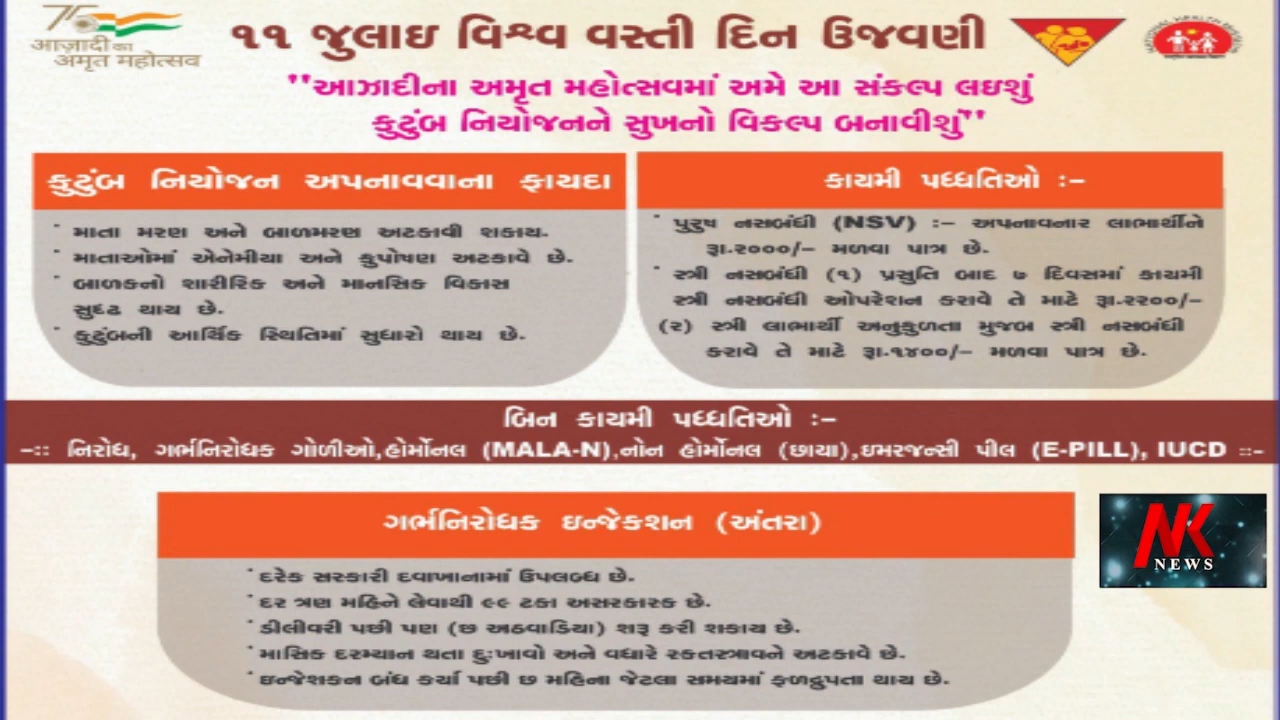 75
आज़ादी का
अमृत महोत्सव
૧૧ જુલાઇ વિશ્વ વસ્તી દિન ઉજવણી
"આઝાદીના અમૃત મહોત્સવમાં અમે આ સંકલ્પ લઇશું
કુટુંબ નિયોજનને સુખનો વિકલ્પ બનાવીશું"
કુટુંબ નિયોજન અપનાવવાના ફાયદા
· માતા મરણ અને બાળમરણ અટકાવી શકાય.
· માતાઓમાં એનેમીયા અને કુપોષણ અટકાવે છે.
· બાળકનો શારીરિક અને માનસિક વિકાસ
સુદઢ થાય છે.
· કુટુંબની આર્થિક સ્થિતિમાં સુધારો થાય છે.
કાયમી પધ્ધતિઓ :-
· પુરુષ નસબંધી (NSV) :- અપનાવનાર લાભાર્થીને
રૂા.૨૦૦૦/- મળવા પાત્ર છે.
· સ્ત્રી નસબંધી (૧) પ્રસુતિ બાદ ૭ દિવસમાં કાયમી
સ્ત્રી નસબંધી ઓપરેશન કરાવે તે માટે રૂા.૨૨૦૦/-
(૨) સ્ત્રી લાભાર્થી અનુકુળતા મુજબ સ્ત્રી નસબંધી
કરાવે તે માટે રૂા.૧૪૦૦/- મળવા પાત્ર છે.
બિન કાયમી પધ્ધતિઓ :-
-:: નિરોધ, ગર્ભનિરોધક ગોળીઓ,હોર્મોનલ (MALA-N),નોન હોર્મોનલ (છાયા),ઇમરજન્સી પીલ (E-PILL), IUCD ::-
ગર્ભનિરોધક ઇન્જેકશન (અંતરા)
· દરેક સરકારી દવાખાનામાં ઉપલબ્ધ છે.
· દર ત્રણ મહિને લેવાથી ૯૯ ટકા અસરકારક છે.
· ડીલીવરી પછી પણ (છ અઠવાડિયા) શરૂ કરી શકાય છે.
· માસિક દરમ્યાન થતા દુઃખાવો અને વધારે રક્તસ્ત્રાવને અટકાવે છે.
· ઇન્જેશકન બંધ કર્યા પછી છ મહિના જેટલા સમયમાં ફળદ્રુપતા થાય છે.
NK
NEWS